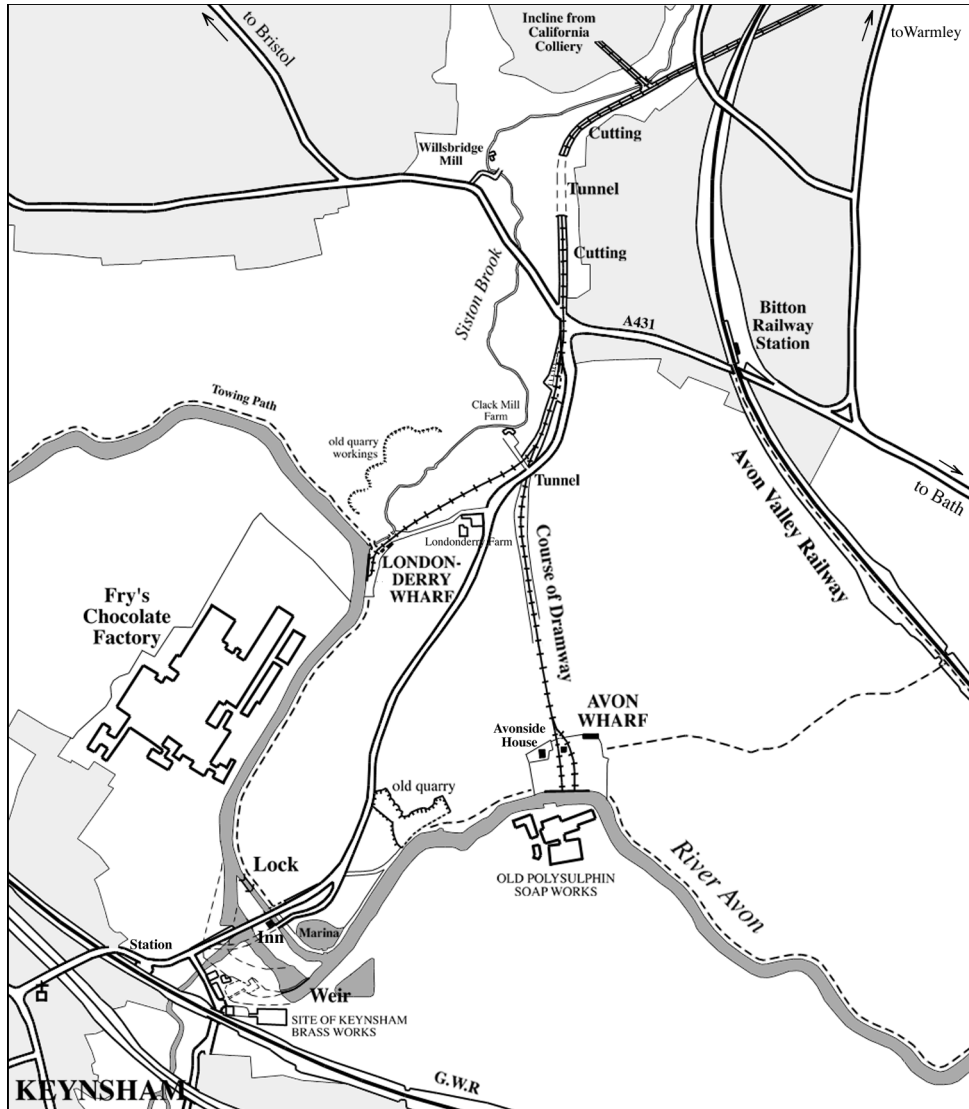 to Bristol
Incline from
California
Colliery
toWarmley
Cutting
Willsbridge
Mill
Tunnel
Cutting
Siston Brook
A431
Bitton
Railway
Station
Towing Path
Clack Mill
Farm
old quarry
workings
Tunnel
Avon Valley Railway
to Bath
Londonderry Farm
Course of Dramway
LONDON-
DERRY
WHARF
Fry's
Chocolate
Factory
AVON
WHARF
Avonside
House
old quarry
River Avon
Lock
OLD POLYSULPHIN
SOAP WORKS
Inn
Marina
Station
Weir
SITE OF KEYNSHAM
BRASS WORKS
G.W.R
KEYNSHAM